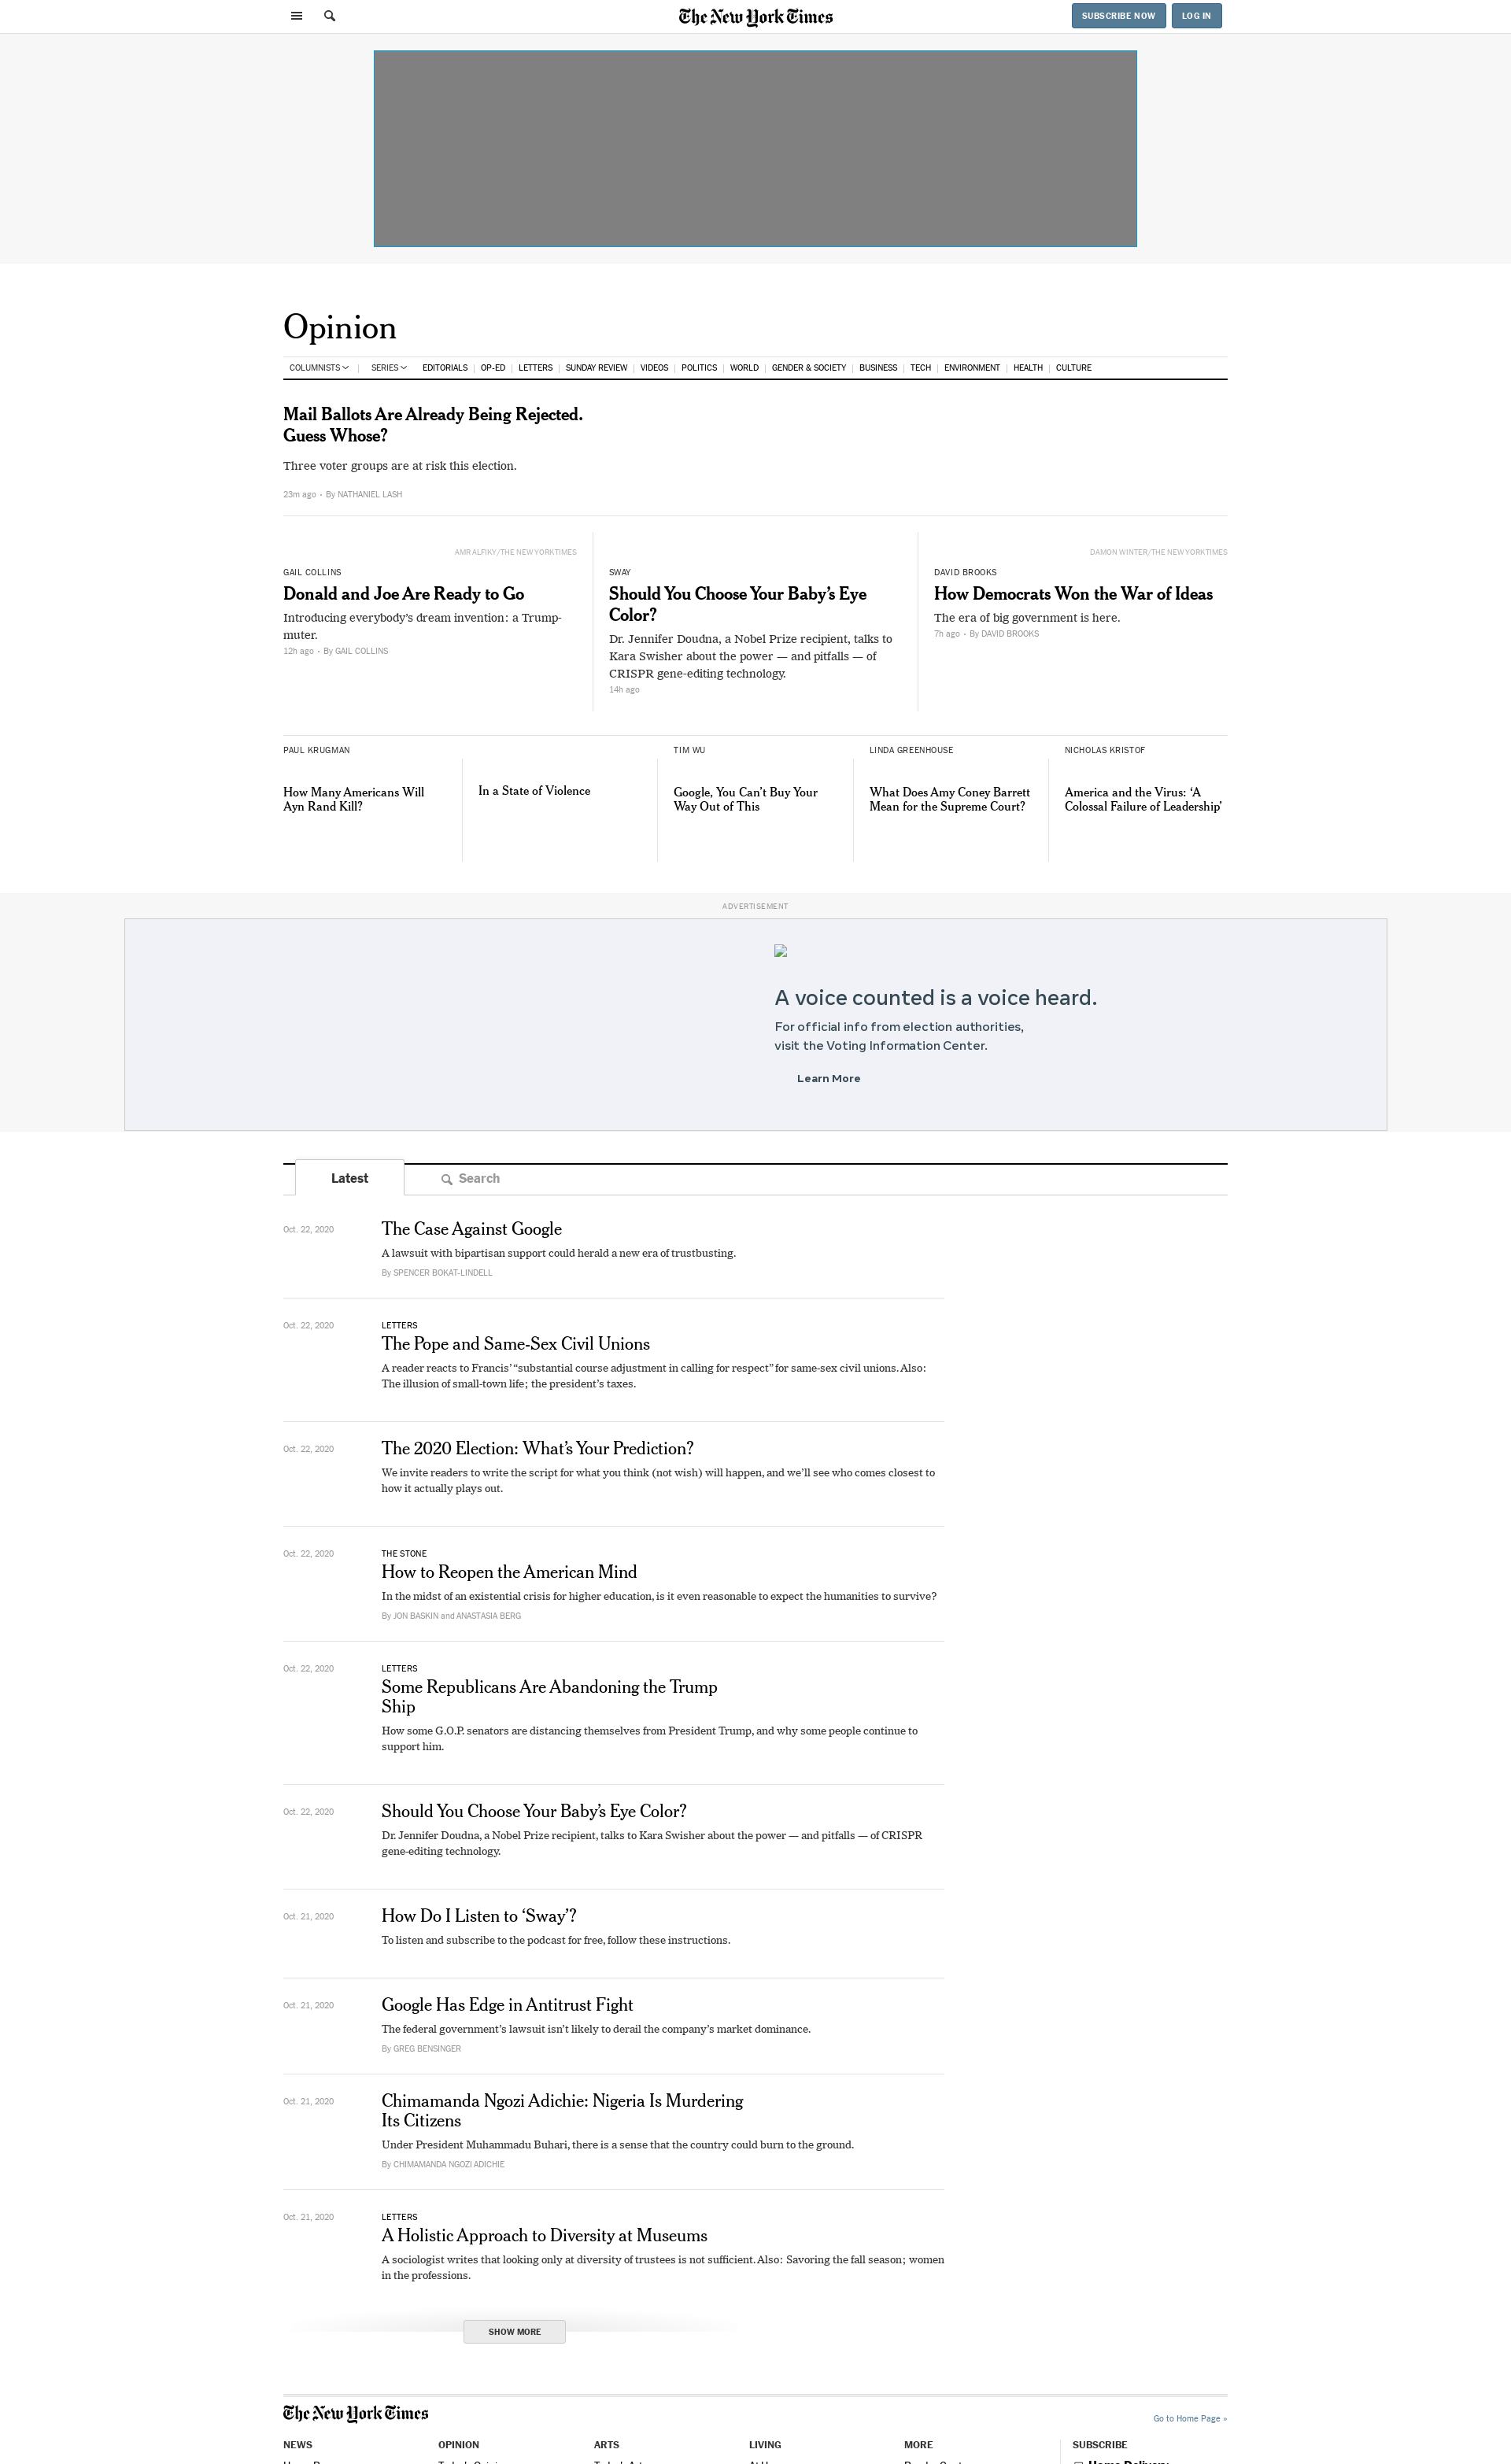 The New York Times
SUBSCRIBE NOW
LOG IN
Opinion
COLUMNISTS SERIES EDITORIALS OP-ED LETTERS SUNDAY REVIEW VIDEOS POLITICS WORLD GENDER & SOCIETY BUSINESS TECH ENVIRONMENT HEALTH CULTURE
Mail Ballots Are Already Being Rejected.
Guess Whose?
Three voter groups are at risk this election.
23m ago • By NATHANIEL LASH
AMR ALFIKY/THE NEW YORK TIMES
GAIL COLLINS
Donald and Joe Are Ready to Go
Introducing everybody’s dream invention: a Trump-
muter.
12h ago • By GAIL COLLINS
SWAY
Should You Choose Your Baby’s Eye
Color?
Dr. Jennifer Doudna, a Nobel Prize recipient, talks to
Kara Swisher about the power — and pitfalls — of
CRISPR gene-editing technology.
14h ago
DAMON WINTER/THE NEW YORK TIMES
DAVID BROOKS
How Democrats Won the War of Ideas
The era of big government is here.
7h ago • By DAVID BROOKS
PAUL KRUGMAN
How Many Americans Will
Ayn Rand Kill?
In a State of Violence
TIM WU
Google, You Can’t Buy Your
Way Out of This
LINDA GREENHOUSE
What Does Amy Coney Barrett
Mean for the Supreme Court?
NICHOLAS KRISTOF
America and the Virus: ‘A
Colossal Failure of Leadership’
ADVERTISEMENT
A voice counted is a voice heard.
For official info from election authorities,
visit the Voting Information Center.
Learn More
Latest
Search
Oct. 22, 2020
The Case Against Google
A lawsuit with bipartisan support could herald a new era of trustbusting.
By SPENCER BOKAT-LINDELL
Oct. 22, 2020
LETTERS
The Pope and Same-Sex Civil Unions
A reader reacts to Francis’ “substantial course adjustment in calling for respect” for same-sex civil unions. Also:
The illusion of small-town life; the president’s taxes.
Oct. 22, 2020
The 2020 Election: What’s Your Prediction?
We invite readers to write the script for what you think (not wish) will happen, and we’ll see who comes closest to
how it actually plays out.
Oct. 22, 2020
THE STONE
How to Reopen the American Mind
In the midst of an existential crisis for higher education, is it even reasonable to expect the humanities to survive?
By JON BASKIN and ANASTASIA BERG
Oct. 22, 2020
LETTERS
Some Republicans Are Abandoning the Trump
Ship
How some G.O.P. senators are distancing themselves from President Trump, and why some people continue to
support him.
Oct. 22, 2020
Should You Choose Your Baby’s Eye Color?
Dr. Jennifer Doudna, a Nobel Prize recipient, talks to Kara Swisher about the power — and pitfalls — of CRISPR
gene-editing technology.
Oct. 21, 2020
How Do I Listen to ‘Sway’?
To listen and subscribe to the podcast for free, follow these instructions.
Oct. 21, 2020
Google Has Edge in Antitrust Fight
The federal government’s lawsuit isn’t likely to derail the company’s market dominance.
By GREG BENSINGER
Oct. 21, 2020
Chimamanda Ngozi Adichie: Nigeria Is Murdering
Its Citizens
Under President Muhammadu Buhari, there is a sense that the country could burn to the ground.
By CHIMAMANDA NGOZI ADICHIE
Oct. 21, 2020
LETTERS
A Holistic Approach to Diversity at Museums
A sociologist writes that looking only at diversity of trustees is not sufficient. Also: Savoring the fall season; women
in the professions.
SHOW MORE
The New York Times
Go to Home Page »
NEWS OPINION ARTS LIVING MORE SUBSCRIBE